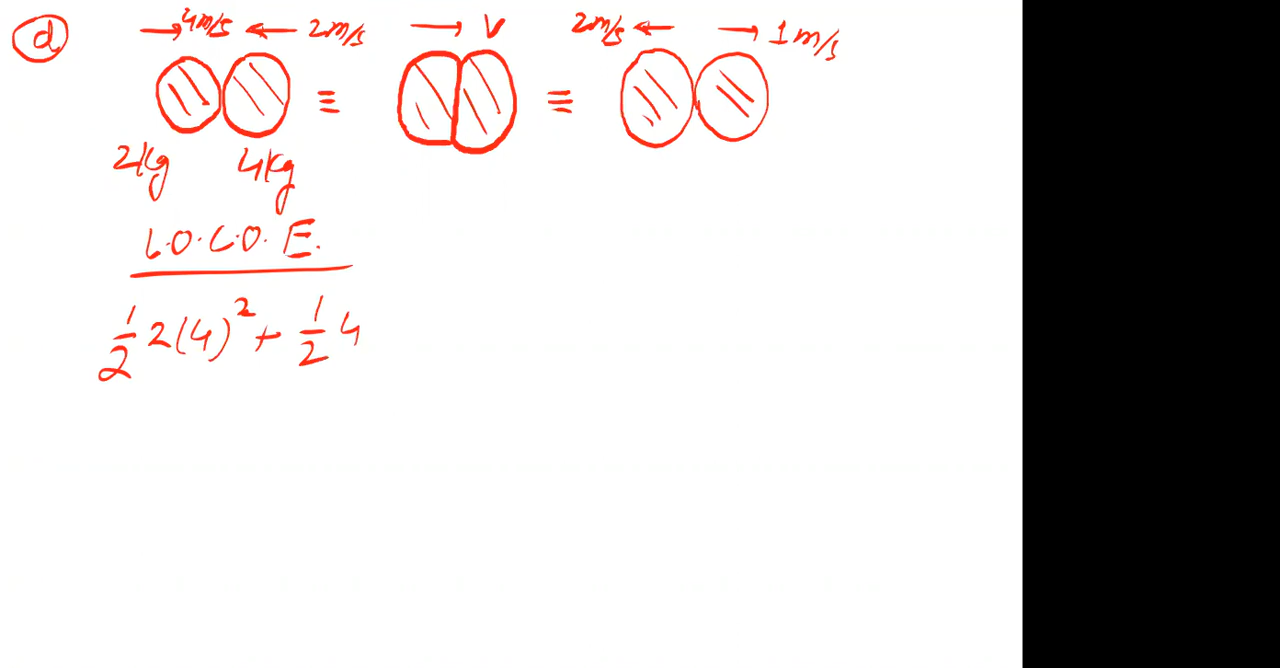 d 4m/s 2m/s V 2m/s 1m/s
≡ ≡
2kg 4kg
L.O.C.O.E.
1/2 2(4)² + 1/2 4